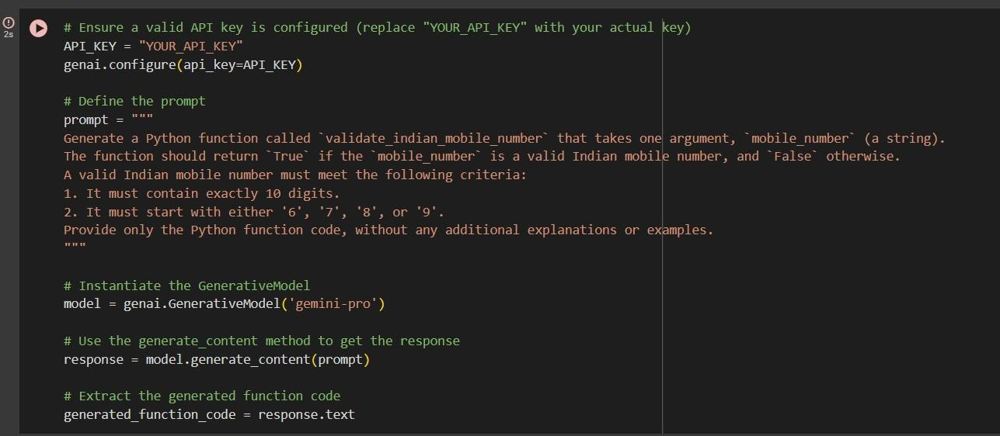 2s
# Ensure a valid API key is configured (replace "YOUR_API_KEY" with your actual key)
API_KEY = "YOUR_API_KEY"
genai.configure(api_key=API_KEY)
# Define the prompt
prompt = """
Generate a Python function called `validate_indian_mobile_number` that takes one argument, `mobile_number` (a string).
The function should return `True` if the `mobile_number` is a valid Indian mobile number, and `False` otherwise.
A valid Indian mobile number must meet the following criteria:
1. It must contain exactly 10 digits.
2. It must start with either '6', '7', '8', or '9'.
Provide only the Python function code, without any additional explanations or examples.
"""
# Instantiate the GenerativeModel
model = genai.GenerativeModel('gemini-pro')
# Use the generate_content method to get the response
response = model.generate_content(prompt)
# Extract the generated function code
generated_function_code = response.text